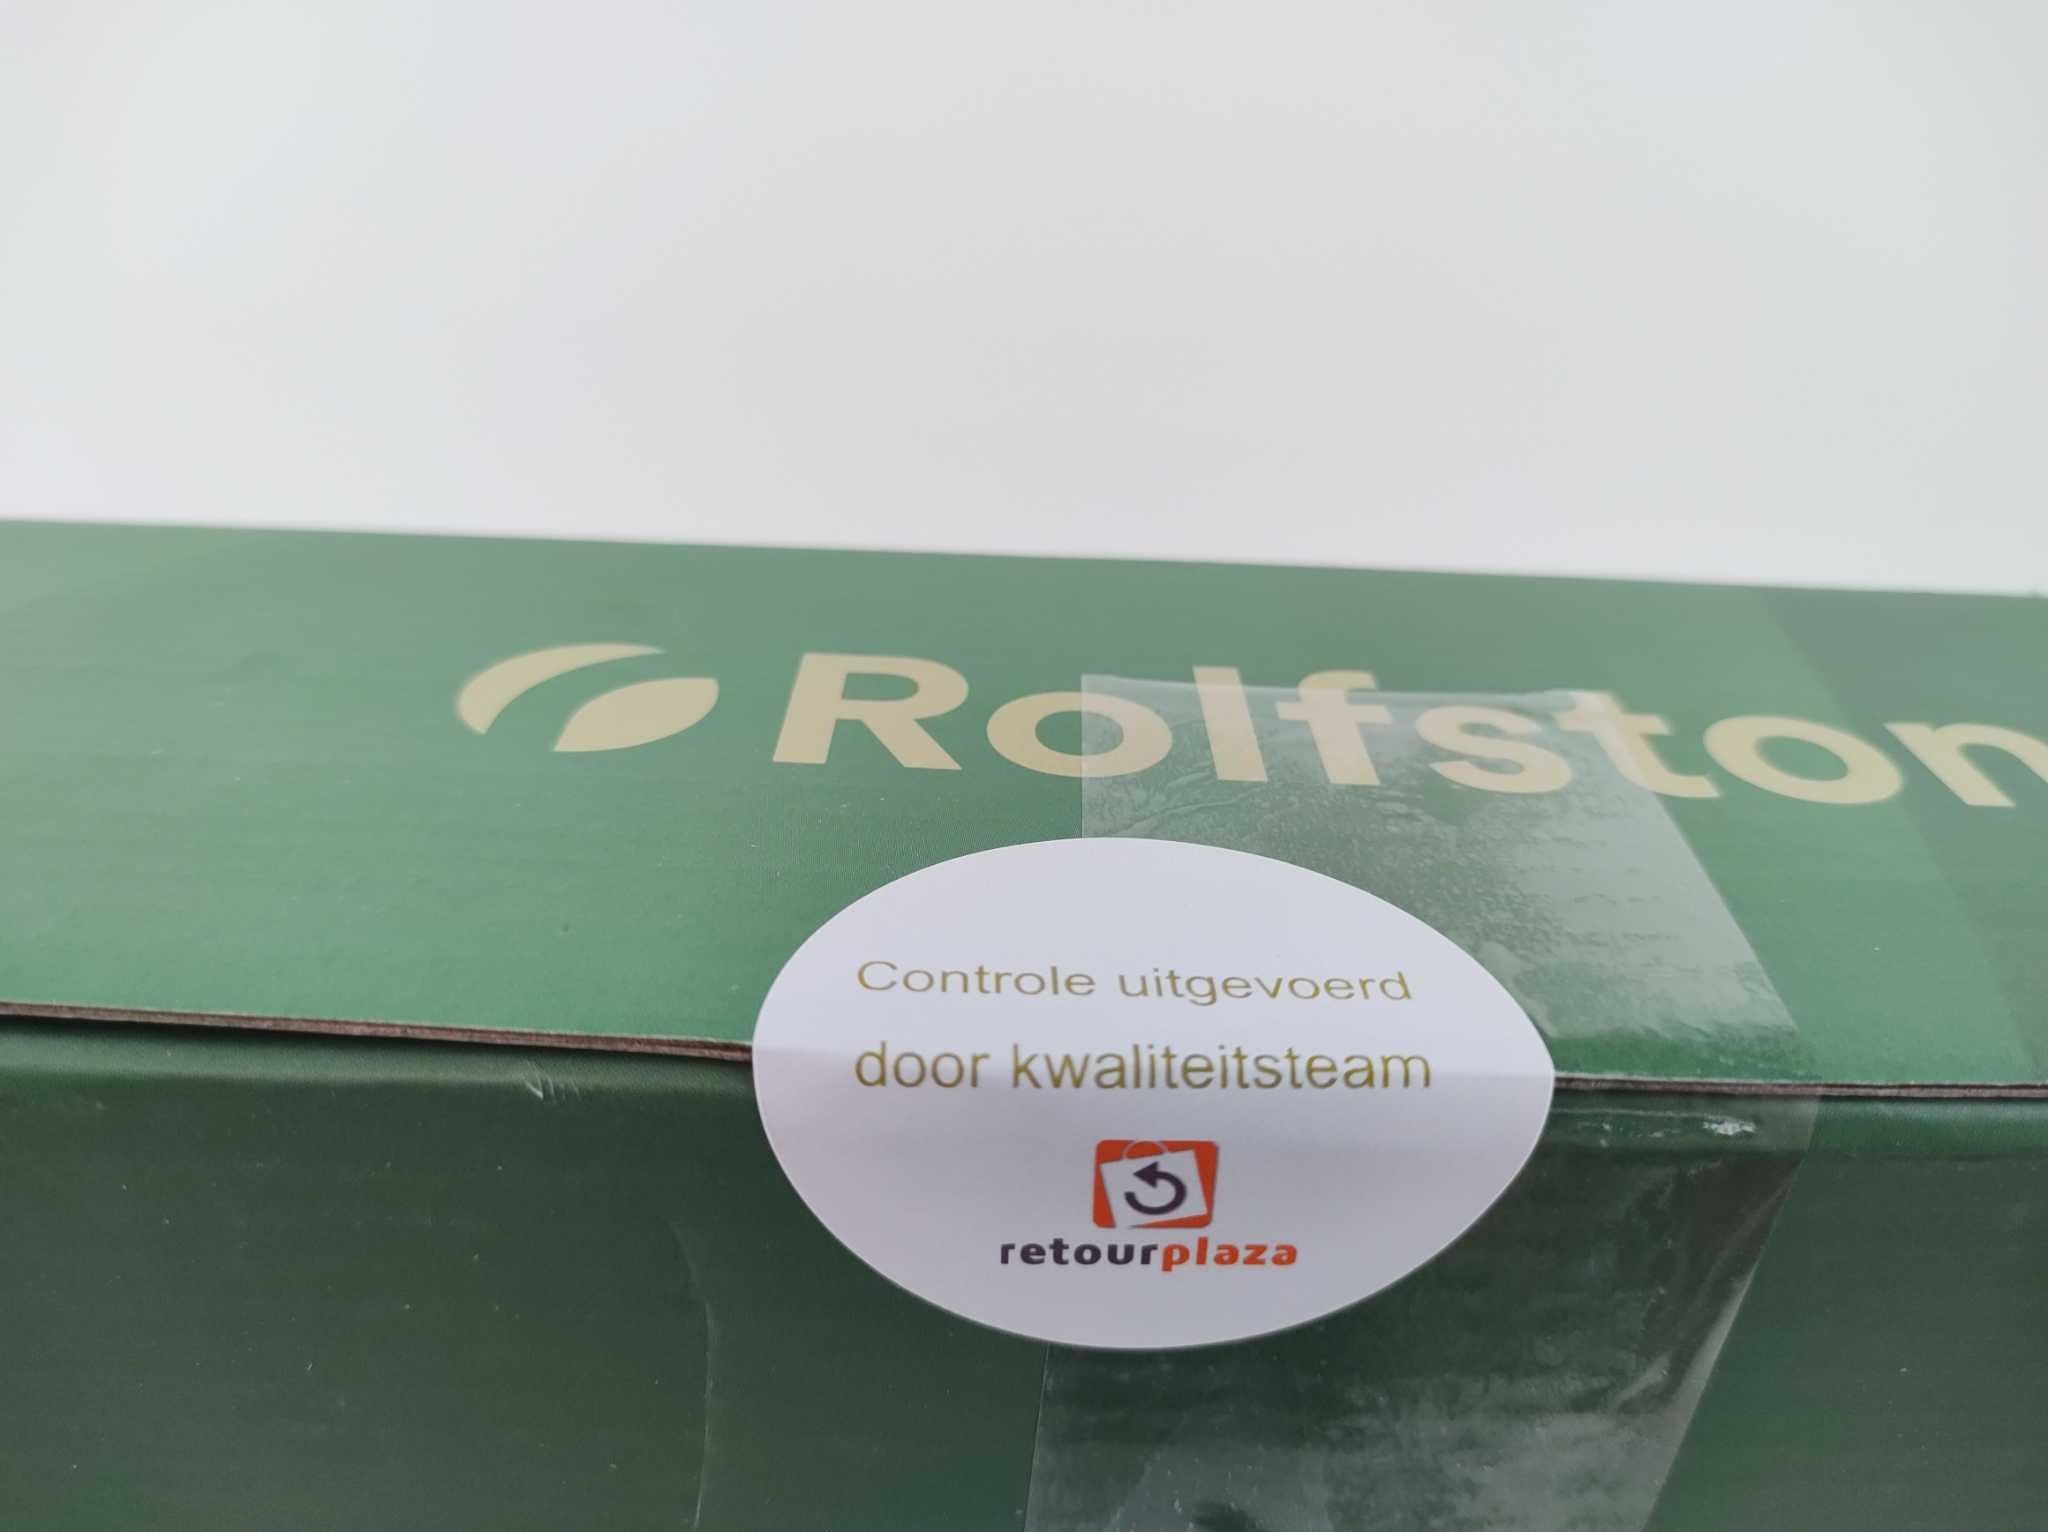 Rolfston
Controle uitgevoerd
door kwaliteitsteam
retourplaza